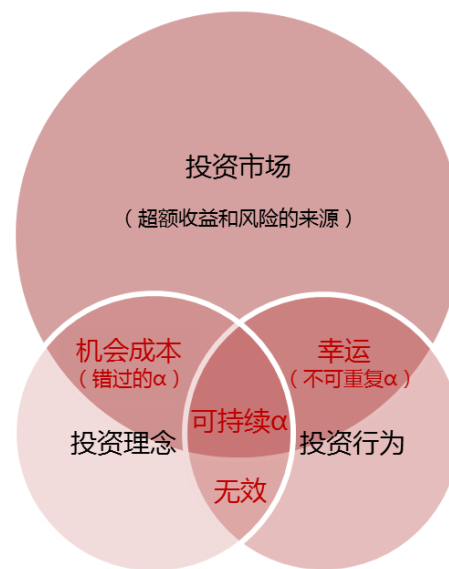 投资市场
（超额收益和风险的来源）
机会成本
（错过的α）
幸运
（不可重复α）
可持续α
投资理念
投资行为
无效